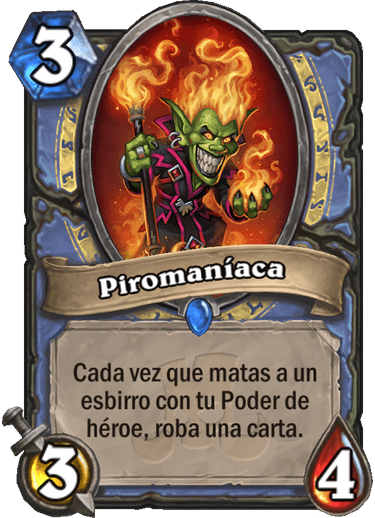 3
Piromaníaca
Cada vez que matas a un
esbirro con tu Poder de
héroe, roba una carta.
3
4